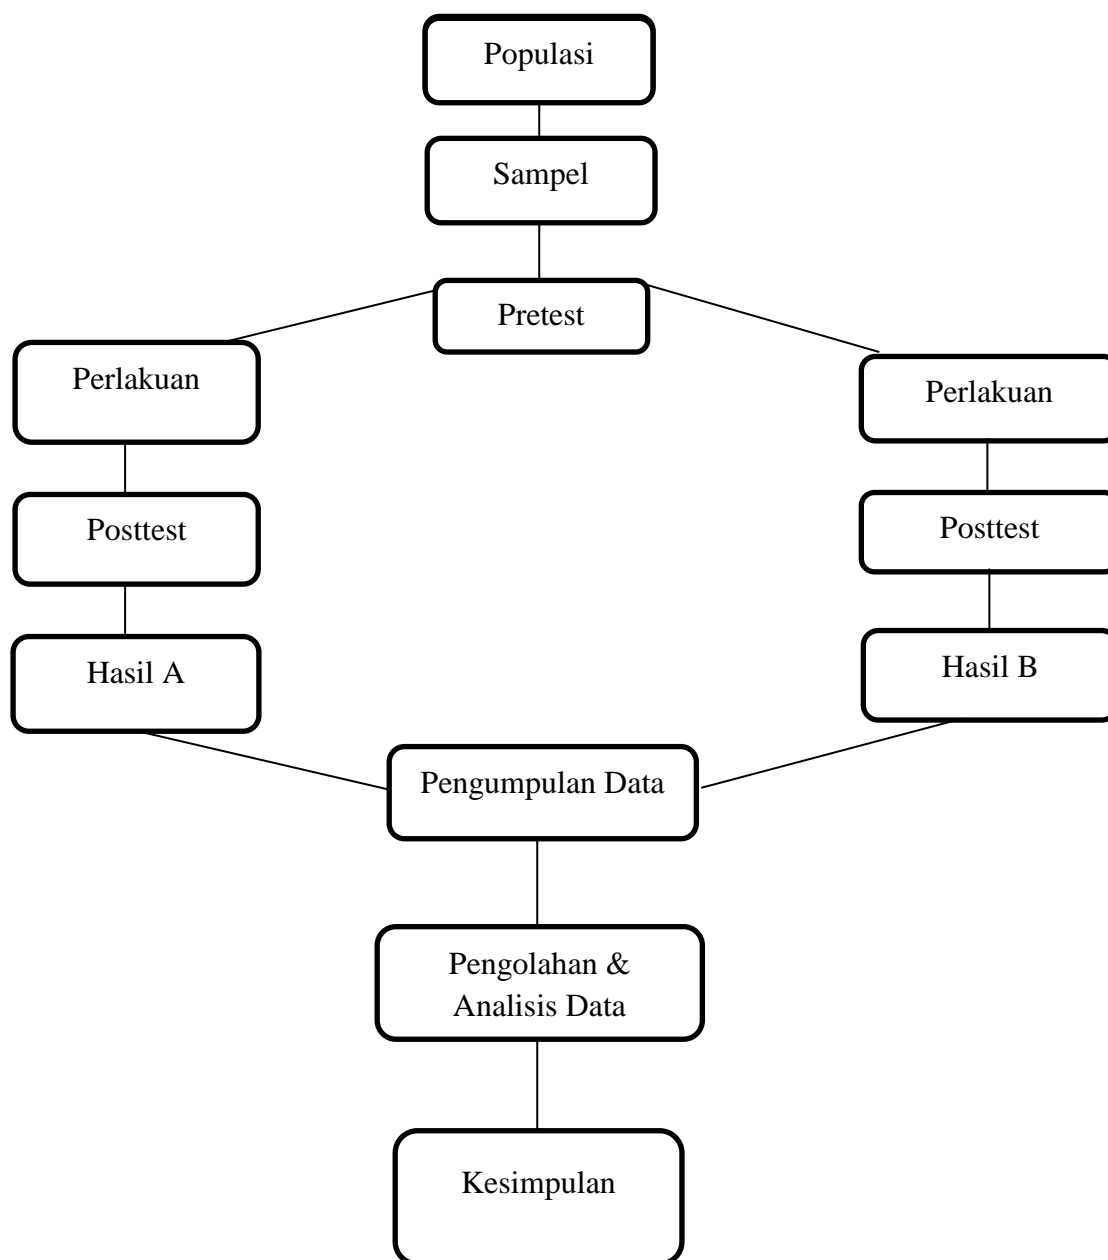 Populasi
Sampel
Pretest
Perlakuan
Perlakuan
Posttest
Posttest
Hasil A
Hasil B
Pengumpulan Data
Pengolahan &
Analisis Data
Kesimpulan